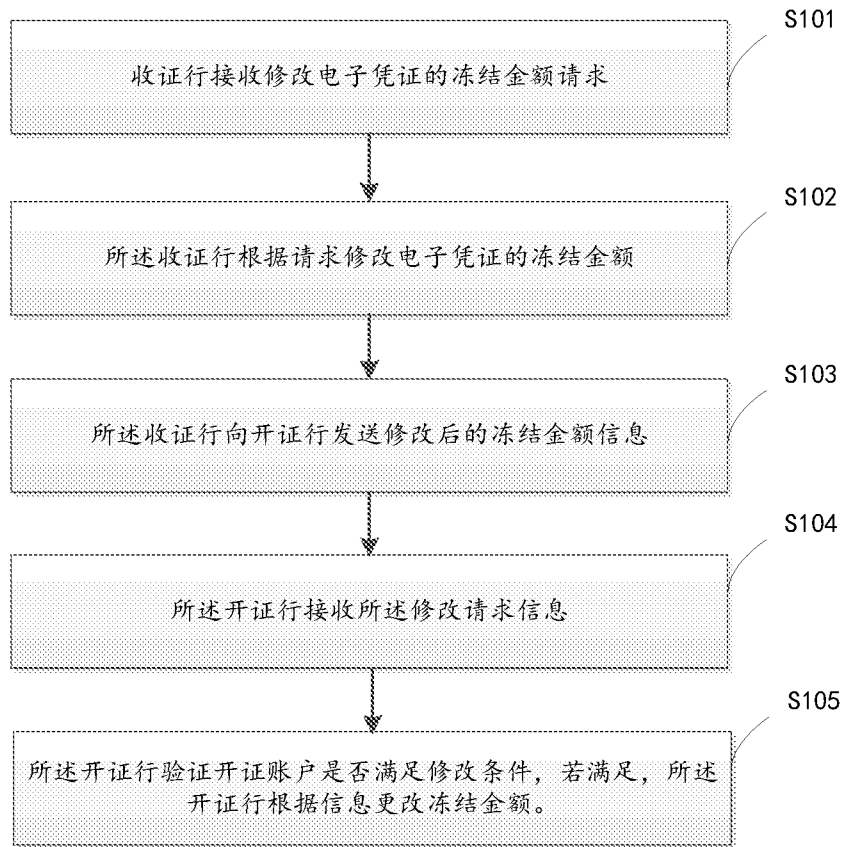 S101
收证行接收修改电子凭证的冻结金额请求
S102
所述收证行根据请求修改电子凭证的冻结金额
S103
所述收证行向开证行发送修改后的冻结金额信息
S104
所述开证行接收所述修改请求信息
S105
所述开证行验证开证账户是否满足修改条件，若满足，所述
开证行根据信息更改冻结金额。